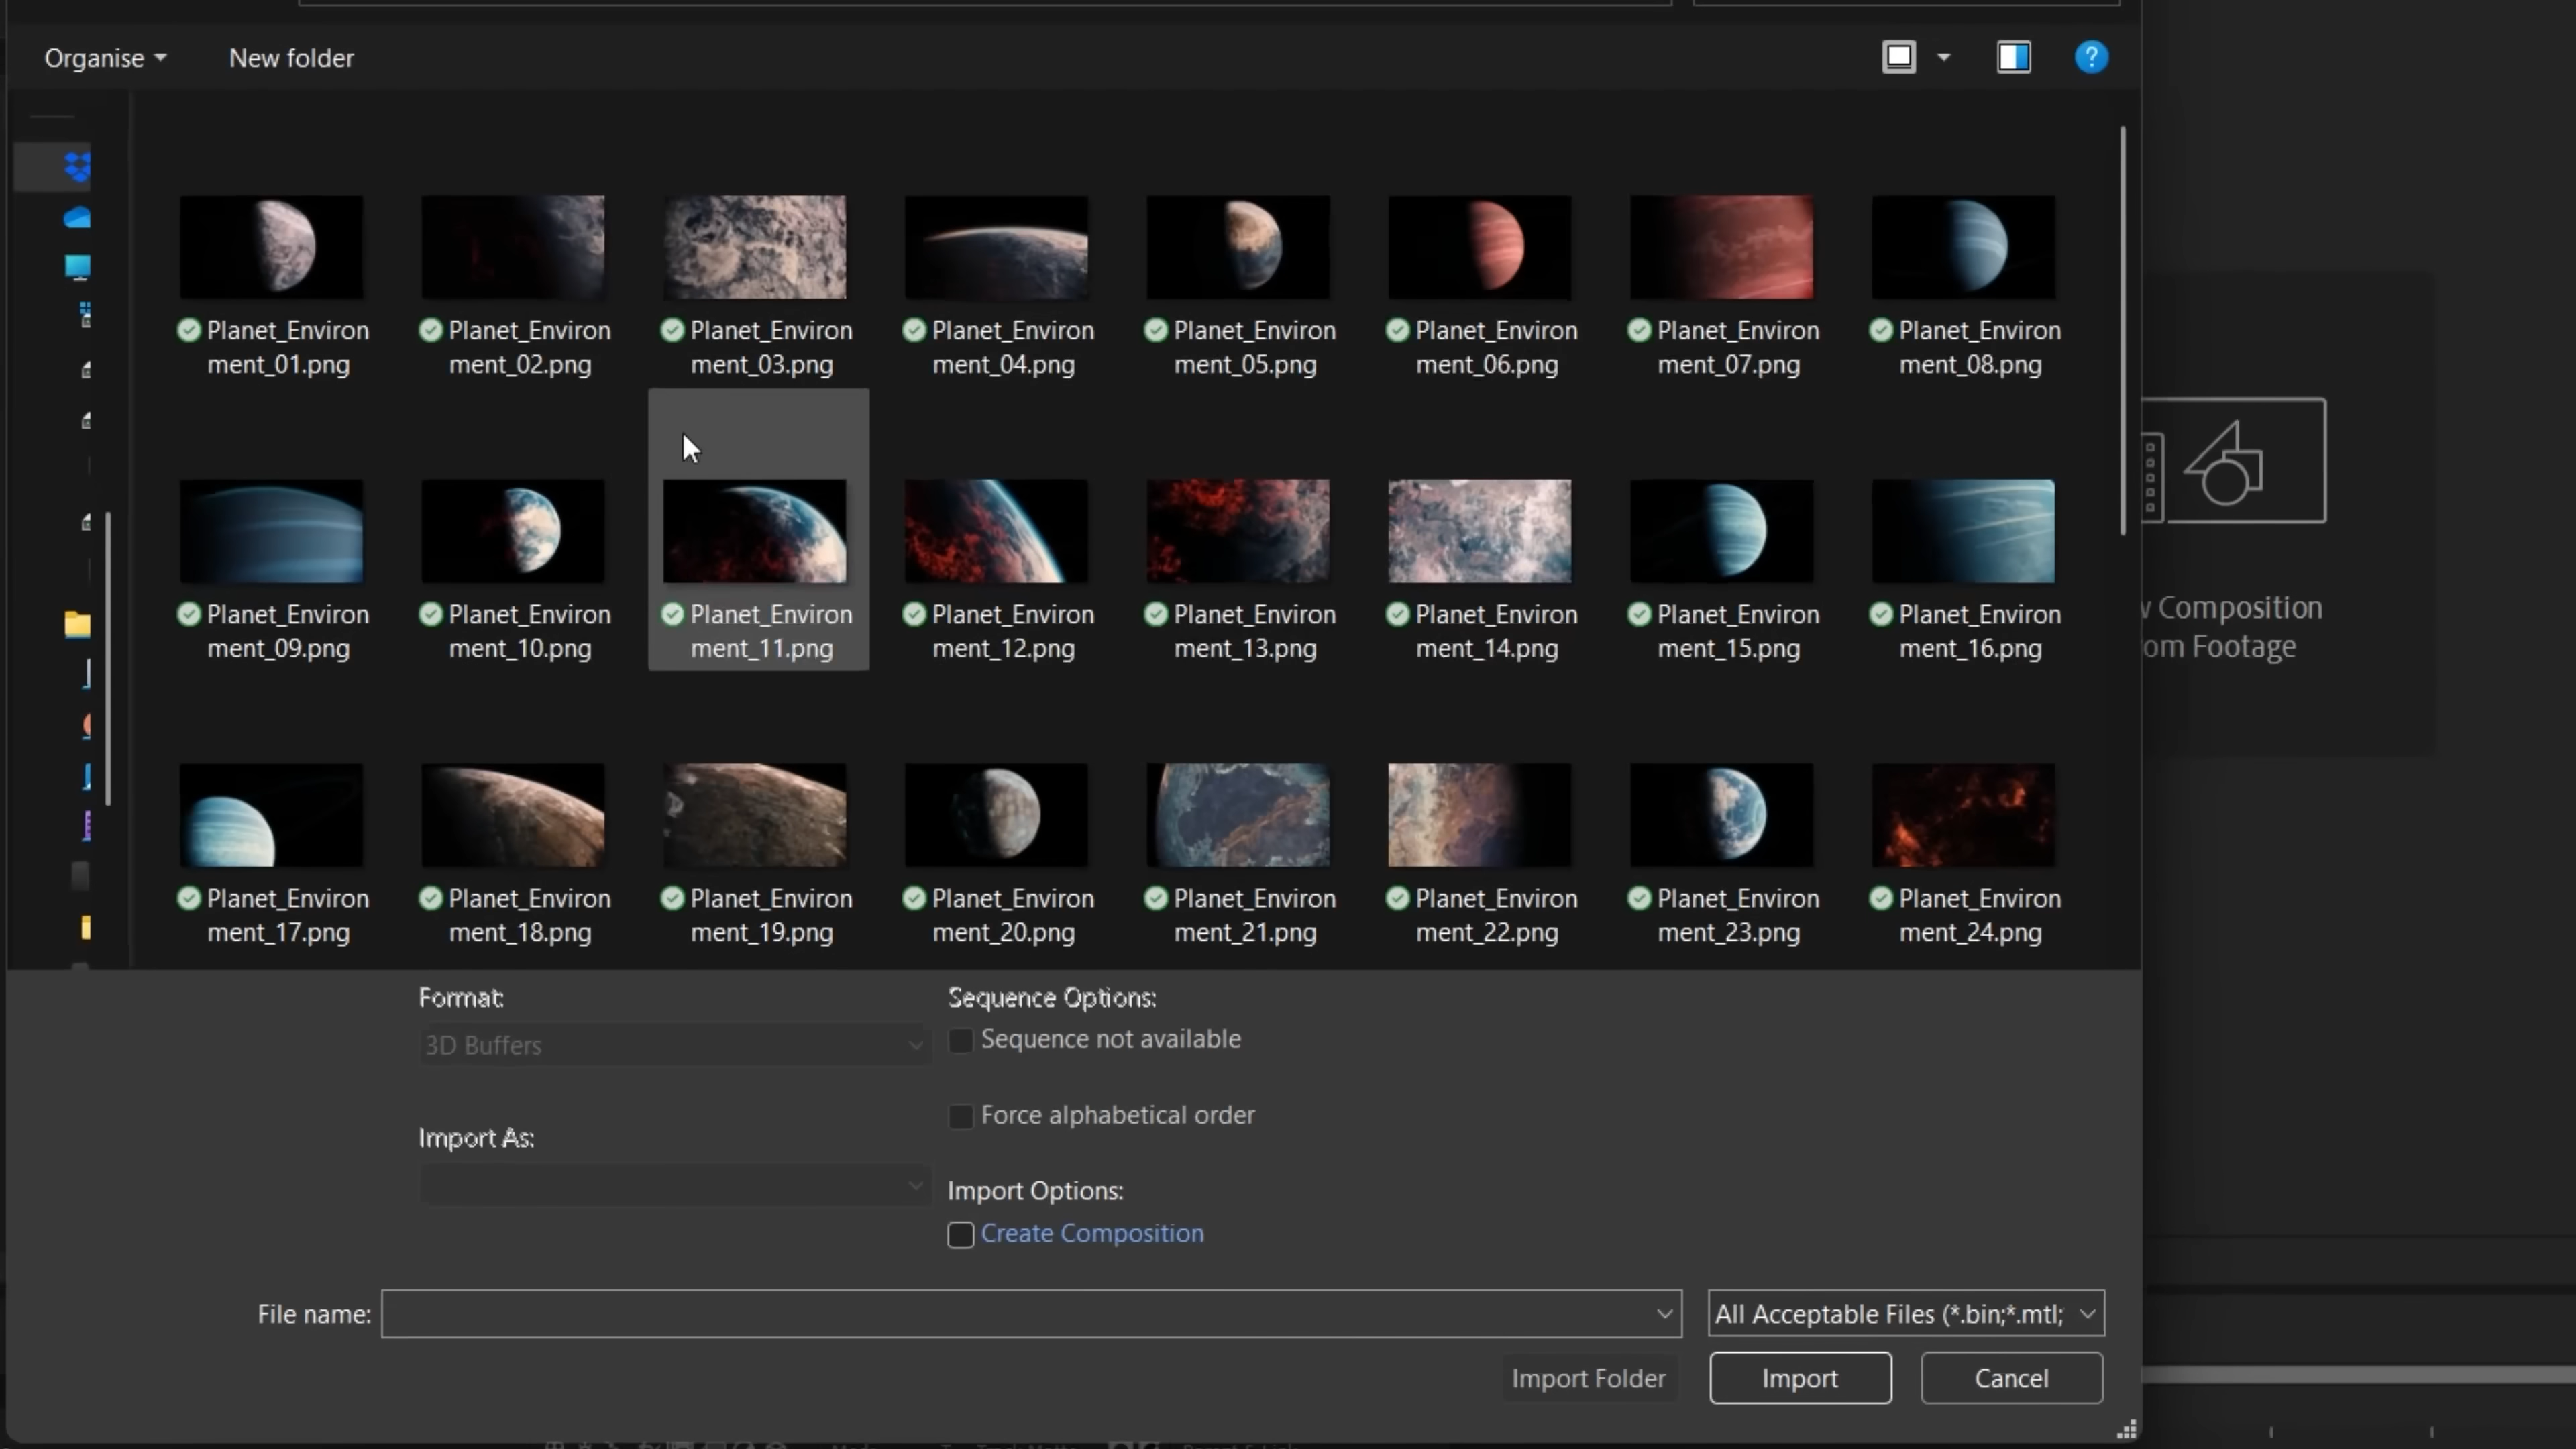 Organise
New folder
?
Planet_Environ
ment_01.png
Planet_Environ
ment_02.png
Planet_Environ
ment_03.png
Planet_Environ
ment_04.png
Planet_Environ
ment_05.png
Planet_Environ
ment_06.png
Planet_Environ
ment_07.png
Planet_Environ
ment_08.png
Planet_Environ
ment_09.png
Planet_Environ
ment_10.png
Planet_Environ
ment_11.png
Planet_Environ
ment_12.png
Planet_Environ
ment_13.png
Planet_Environ
ment_14.png
Planet_Environ
ment_15.png
Planet_Environ
ment_16.png
Planet_Environ
ment_17.png
Planet_Environ
ment_18.png
Planet_Environ
ment_19.png
Planet_Environ
ment_20.png
Planet_Environ
ment_21.png
Planet_Environ
ment_22.png
Planet_Environ
ment_23.png
Planet_Environ
ment_24.png
Composition
om Footage
Format:
3D Buffers
Import As:
Sequence Options:
Sequence not available
Force alphabetical order
Import Options:
Create Composition
File name:
All Acceptable Files (*.bin;*.mtl;
Import Folder
Import
Cancel